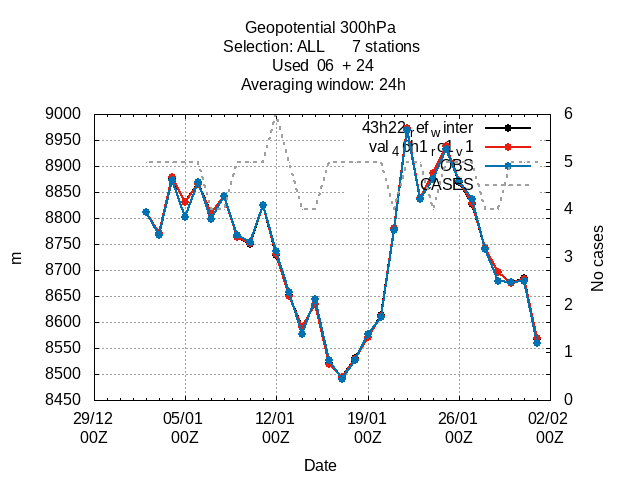 Geopotential 300hPa
Selection: ALL 7 stations
Used 06 + 24
Averaging window: 24h
9000
8950
8900
8850
8800
8750
8700
8650
8600
8550
8500
8450
6
5
4
3
2
1
0
43h22ref winter
OBS
CASES
m
No cases
29/12 05/01 12/01 19/01 26/01 02/02
00Z 00Z 00Z 00Z 00Z 00Z
Date